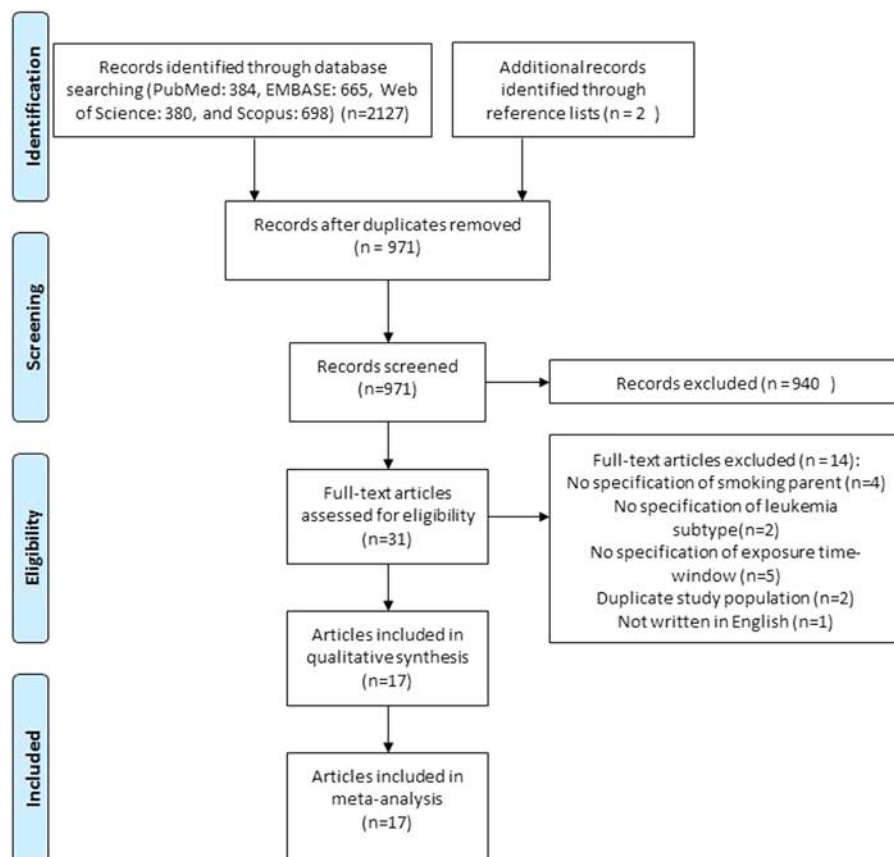 Identification
Records identified through database
searching (PubMed: 384, EMBASE: 665, Web
of Science: 380, and Scopus: 698) (n=2127)
Additional records
identified through
reference lists (n = 2 )
Records after duplicates removed
(n = 971)
Screening
Records screened
(n=971)
Records excluded (n = 940 )
Eligibility
Full-text articles
assessed for eligibility
(n=31)
Full-text articles excluded (n = 14):
No specification of smoking parent (n=4)
No specification of leukemia
subtype(n=2)
No specification of exposure time-
window (n=5)
Duplicate study population (n=2)
Not written in English (n=1)
Articles included in
qualitative synthesis
(n=17)
Included
Articles included in
meta-analysis
(n=17)